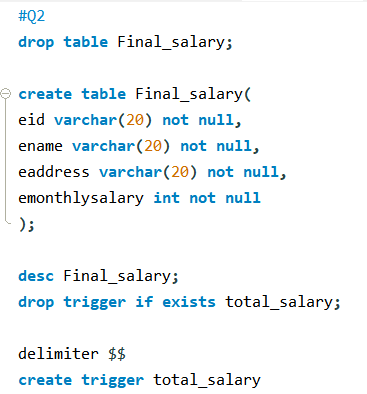 #Q2
drop table Final_salary;
create table Final_salary(
eid varchar(20) not null,
ename varchar(20) not null,
eaddress varchar(20) not null,
emonthlysalary int not null
);
desc Final_salary;
drop trigger if exists total_salary;
delimiter $$
create trigger total_salary